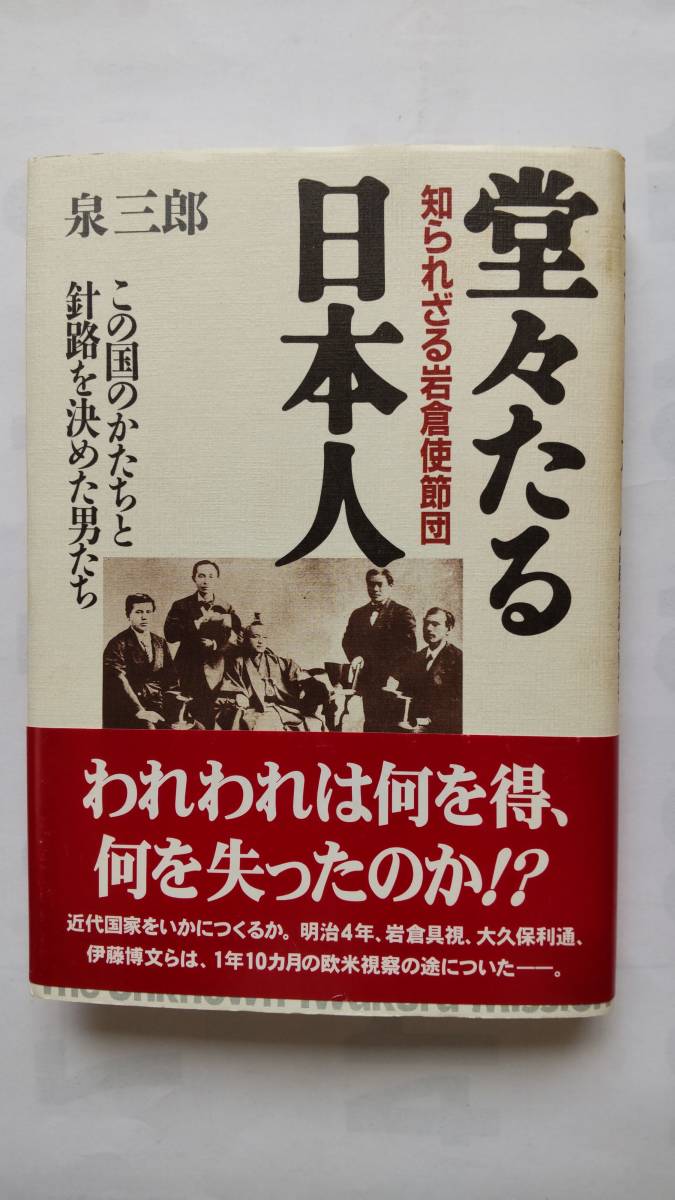 堂々たる
日本人
知られざる岩倉使節団
泉三郎
この国のかたちと
針路を決めた男たち
われわれは何を得、
何を失ったのか!?
近代国家をいかにつくるか。明治4年、岩倉具視、大久保利通、
伊藤博文らは、1年10カ月の欧米視察の途についた――。
The Unknown Iwakura Mission